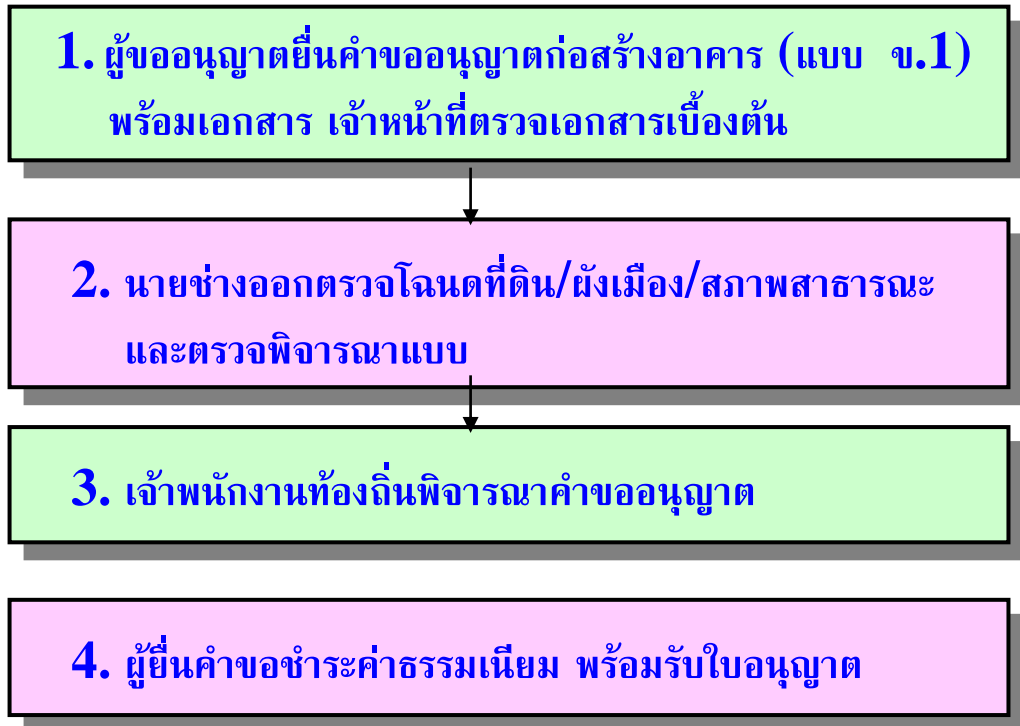 1. ผู้ขออนุญาตยื่นคำขออนุญาตก่อสร้างอาคาร (แบบ ข.1)
พร้อมเอกสาร เจ้าหน้าที่ตรวจเอกสารเบื้องต้น
2. นายช่างออกตรวจโฉนดที่ดิน/ผังเมือง/สภาพสาธารณะ
และตรวจพิจารณาแบบ
3. เจ้าพนักงานท้องถิ่นพิจารณาคำขออนุญาต
4. ผู้ยื่นคำขอชำระค่าธรรมเนียม พร้อมรับใบอนุญาต